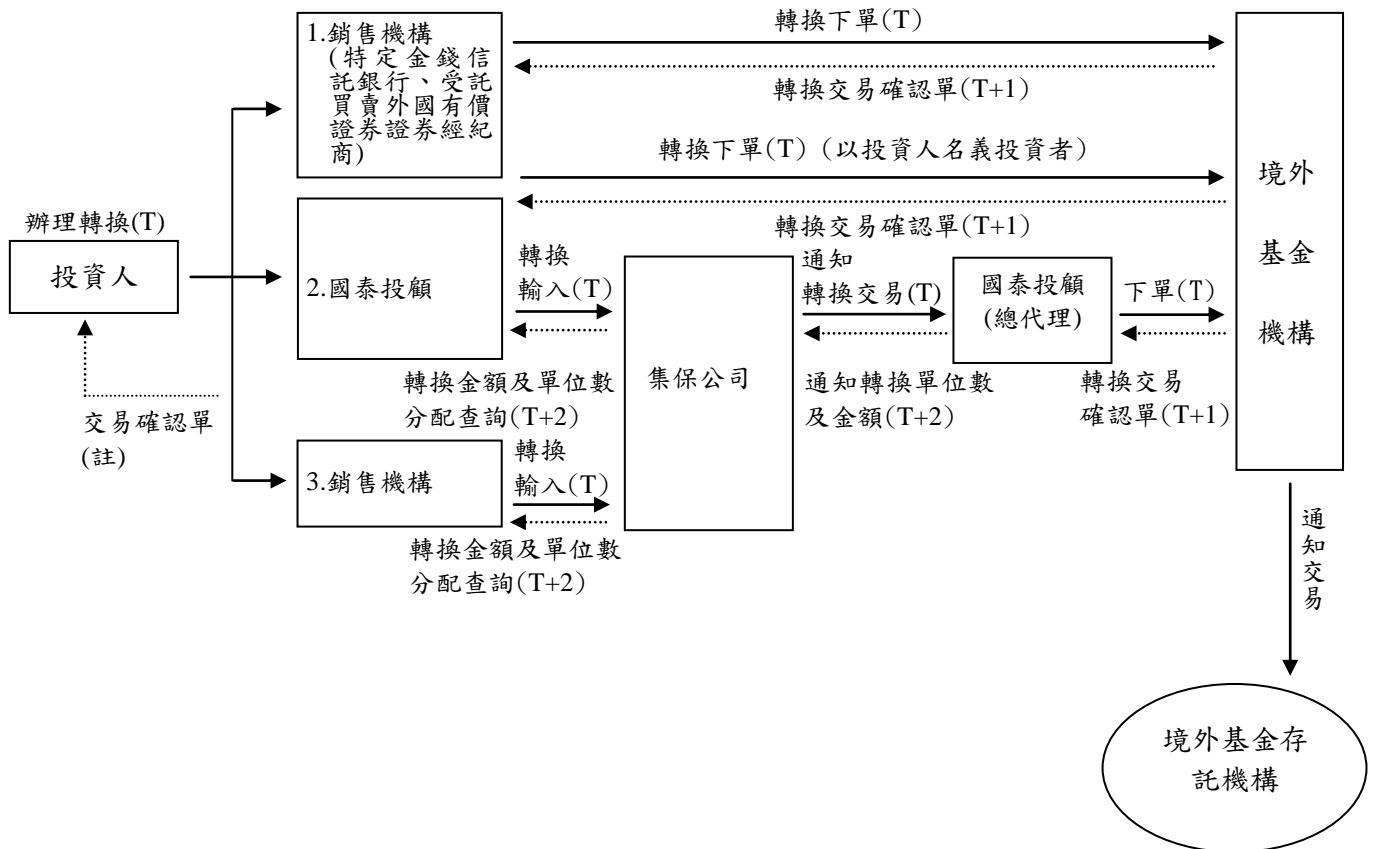 1.銷售機構
(特定金錢信
託銀行、受託
買賣外國有價
證券證券經紀
商)
轉換下單(T)
轉換交易確認單(T+1)
轉換下單(T)（以投資人名義投資者）
轉換交易確認單(T+1)
辦理轉換(T)
投資人
交易確認單
(註)
2.國泰投顧
轉換
輸入(T)
轉換金額及單位數
分配查詢(T+2)
3.銷售機構
轉換
輸入(T)
轉換金額及單位數
分配查詢(T+2)
集保公司
通知
轉換交易(T)
通知轉換單位數
及金額(T+2)
國泰投顧
(總代理)
下單(T)
轉換交易
確認單(T+1)
境外
基金
機構
通
知
交
易
境外基金存
託機構